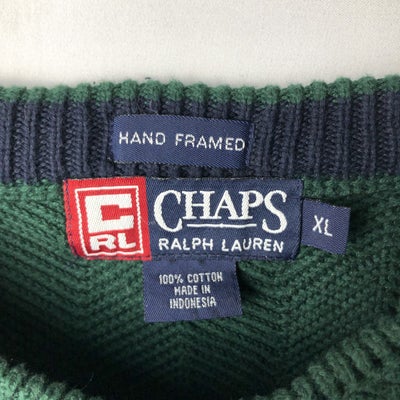 HAND FRAMED
C
RL
CHAPS
RALPH LAUREN
XL
100% COTTON
MADE IN
INDONESIA